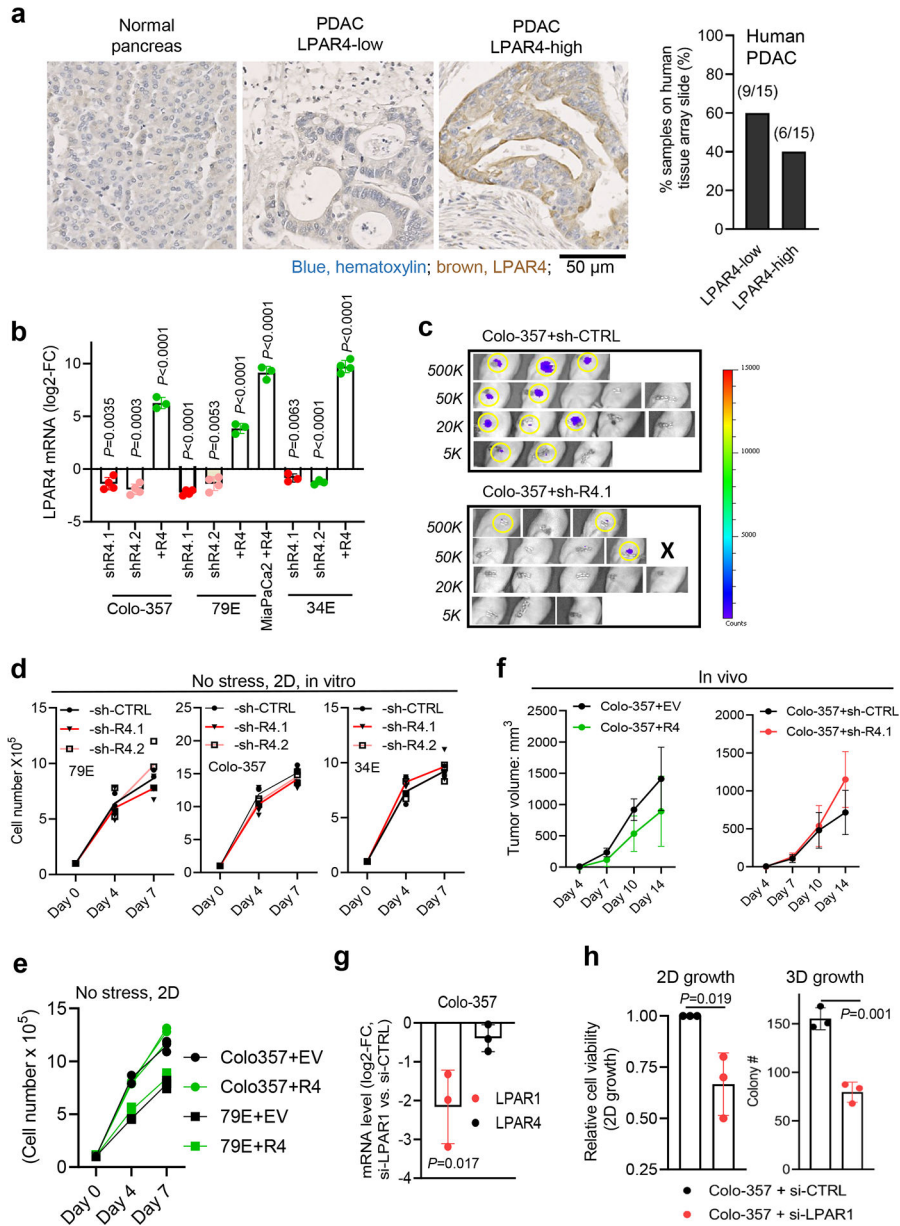 a
Normal
pancreas
PDAC
LPAR4-low
PDAC
LPAR4-high
Blue, hematoxylin; brown, LPAR4;
50 µm
% samples on human
tissue array slide (%)
100
80
60
40
20
0
Human
PDAC
(9/15)
(6/15)
LPAR4-low
LPAR4-high
b
LPAR4 mRNA (log2-FC)
10
5
0
-5
P=0.0035
P=0.0003
P<0.0001
P<0.0001
P=0.0053
P<0.0001
P<0.0001
P=0.0063
P<0.0001
P<0.0001
shR4.1
shR4.2
+R4
shR4.1
shR4.2
+R4
MiaPaCa2 +R4
shR4.1
shR4.2
+R4
Colo-357
79E
34E
c
Colo-357+sh-CTRL
500K
50K
20K
5K
Colo-357+sh-R4.1
500K
50K
X
20K
5K
15000
10000
5000
Counts
d
No stress, 2D, in vitro
Cell number X10⁵
15
10
5
0
-sh-CTRL
-sh-R4.1
-sh-R4.2
79E
Day 0
Day 4
Day 7
25
20
15
10
5
0
-sh-CTRL
-sh-R4.1
-sh-R4.2
Colo-357
Day 0
Day 4
Day 7
15
10
5
0
-sh-CTRL
-sh-R4.1
-sh-R4.2
34E
Day 0
Day 4
Day 7
f
In vivo
Tumor volume: mm³
2500
2000
1500
1000
500
0
Colo-357+EV
Colo-357+R4
Day 4
Day 7
Day 10
Day 14
2000
1500
1000
500
0
Colo-357+sh-CTRL
Colo-357+sh-R4.1
Day 4
Day 7
Day 10
Day 14
e
No stress, 2D
(Cell number x 10⁵)
15
10
5
0
Colo357+EV
Colo357+R4
79E+EV
79E+R4
Day 0
Day 4
Day 7
g
Colo-357
mRNA level (log2-FC,
si-LPAR1 vs. si-CTRL)
0
-1
-2
-3
-4
P=0.017
LPAR1
LPAR4
h
2D growth
Relative cell viability
(2D growth)
1.00
0.75
0.50
0.25
P=0.019
3D growth
Colony #
200
150
100
50
0
P=0.001
Colo-357 + si-CTRL
Colo-357 + si-LPAR1